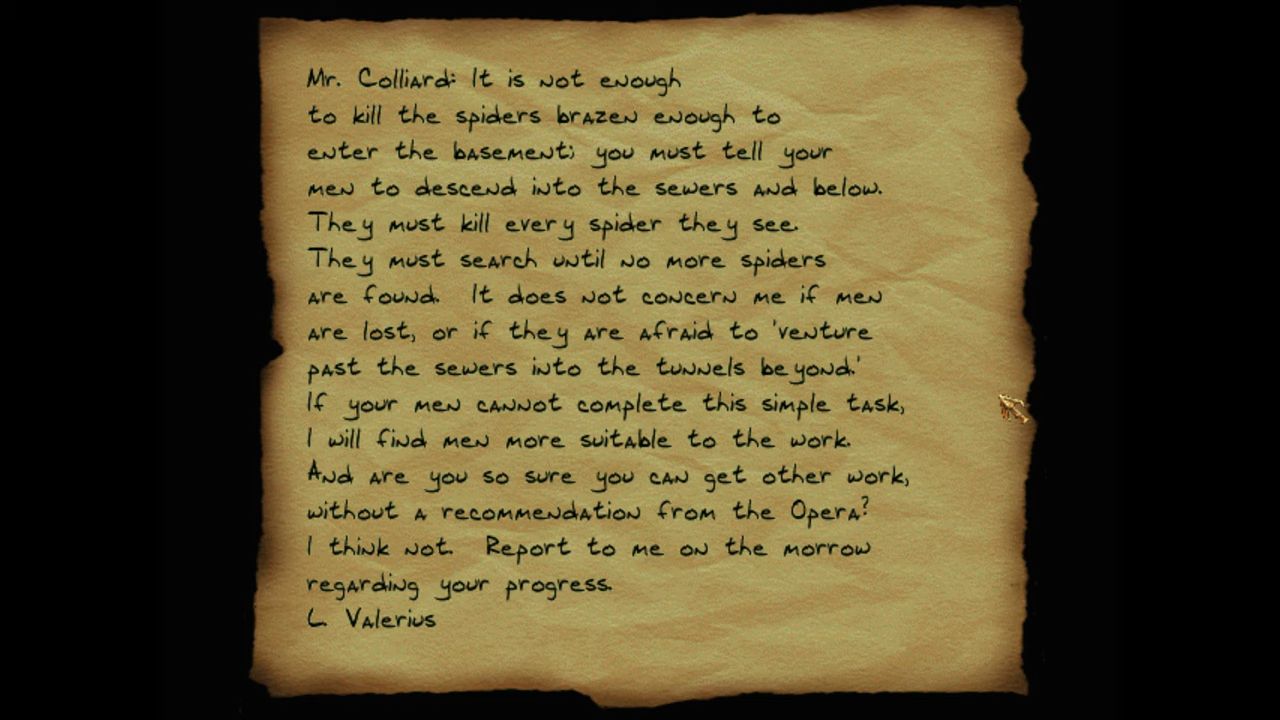 Mr. Colliard: It is not enough
to kill the spiders brazen enough to
enter the basement; you must tell your
men to descend into the sewers and below.
They must kill every spider they see.
They must search until no more spiders
are found. It does not concern me if men
are lost, or if they are afraid to 'venture
past the sewers into the tunnels beyond.'
If your men cannot complete this simple task,
I will find men more suitable to the work.
And are you so sure you can get other work,
without a recommendation from the Opera?
I think not. Report to me on the morrow
regarding your progress.
L. Valerius